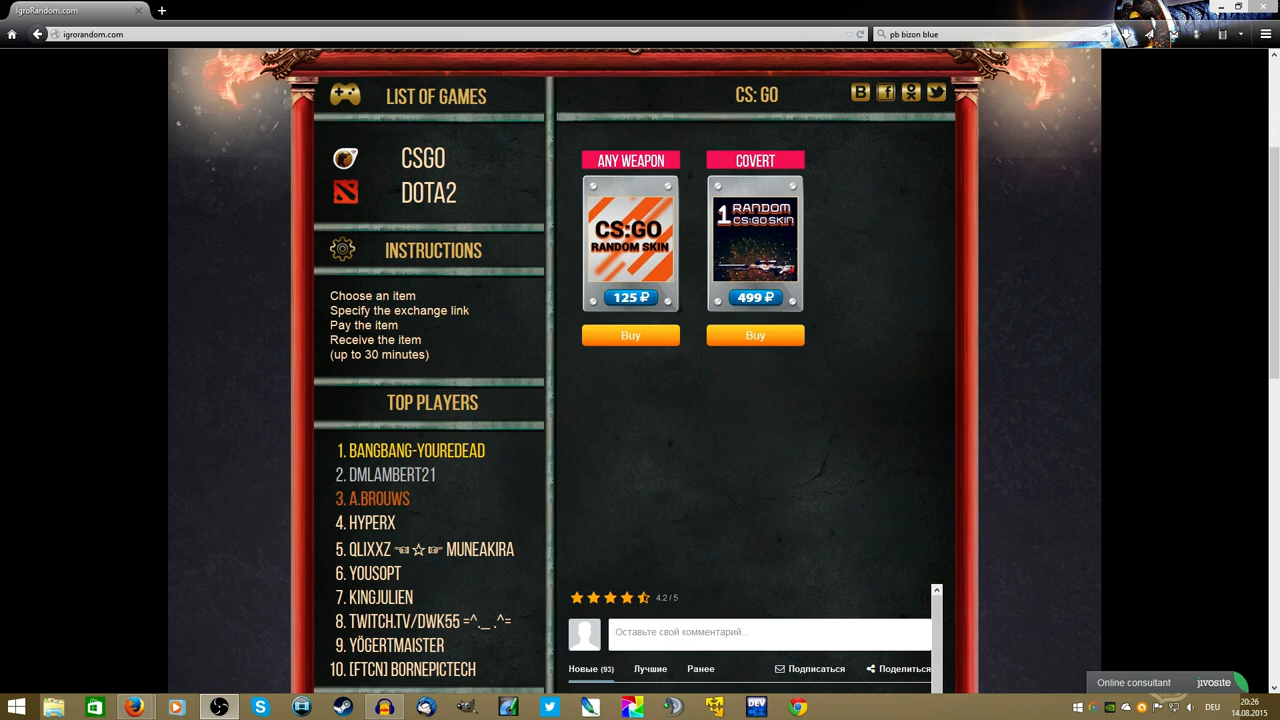 IgroRandom.com
igrorandom.com
pb bizon blue
LIST OF GAMES
CSGO
DOTA2
INSTRUCTIONS
Choose an item
Specify the exchange link
Pay the item
Receive the item
(up to 30 minutes)
TOP PLAYERS
1. BANGBANG-YOUREDEAD
2. DMLAMBERT21
3. A.BROUWS
4. HYPERX
5. QLIXXZ ☜☆☞ MUNEAKIRA
6. YOUSOPT
7. KINGJULIEN
8. TWITCH.TV/DWK55 =^._ .^=
9. YÖGERTMAISTER
10. [FTCN] BORNEPICTECH
CS: GO
B
ANY WEAPON
CS:GO
RANDOM SKIN
125 ₽
Buy
COVERT
1 RANDOM
CS:GO SKIN
499 ₽
Buy
4.2 / 5
Оставьте свой комментарий...
Новые (93) Лучшие Ранее Подписаться Поделиться
Online consultant jivosite
DEV
DEU
20:26
14.08.2015